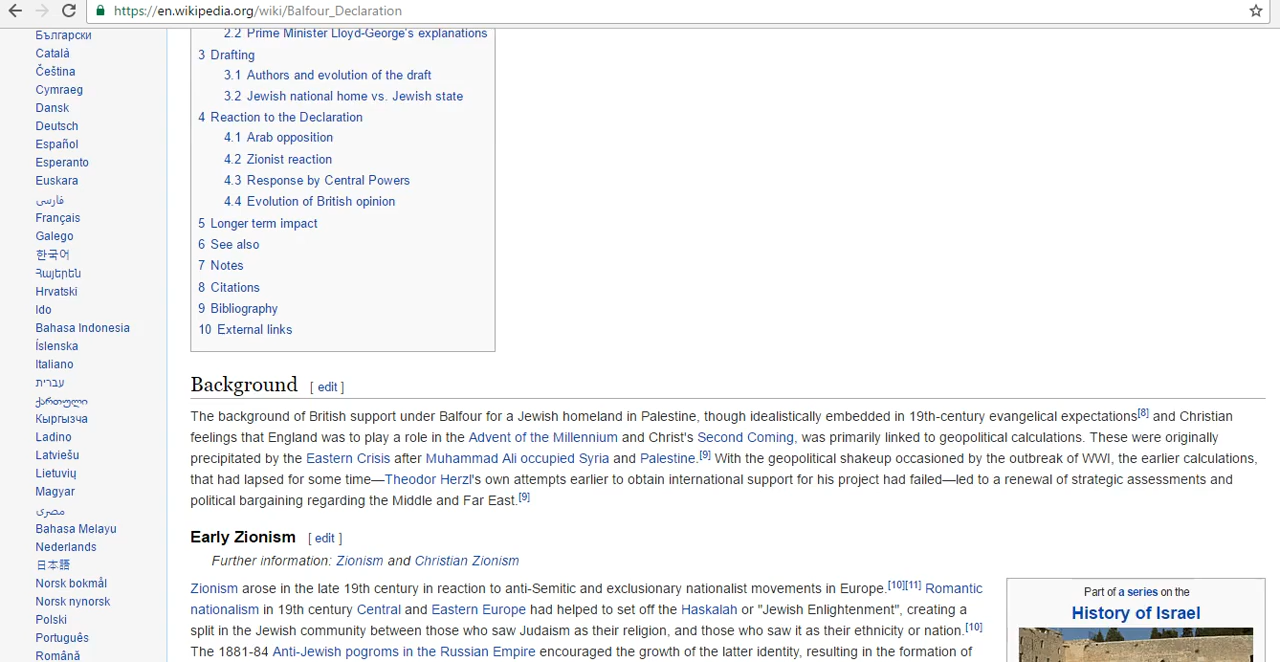 https://en.wikipedia.org/wiki/Balfour_Declaration
Български
Català
Čeština
Cymraeg
Dansk
Deutsch
Español
Esperanto
Euskara
فارسی
Français
Galego
한국어
Հայերեն
Hrvatski
Ido
Bahasa Indonesia
Íslenska
Italiano
עברית
ქართული
Кыргызча
Ladino
Latviešu
Lietuvių
Magyar
مصرى
Bahasa Melayu
Nederlands
日本語
Norsk bokmål
Norsk nynorsk
Polski
Português
Română
2.2 Prime Minister Lloyd-George's explanations
3 Drafting
3.1 Authors and evolution of the draft
3.2 Jewish national home vs. Jewish state
4 Reaction to the Declaration
4.1 Arab opposition
4.2 Zionist reaction
4.3 Response by Central Powers
4.4 Evolution of British opinion
5 Longer term impact
6 See also
7 Notes
8 Citations
9 Bibliography
10 External links
Background [ edit ]
The background of British support under Balfour for a Jewish homeland in Palestine, though idealistically embedded in 19th-century evangelical expectations[8] and Christian
feelings that England was to play a role in the Advent of the Millennium and Christ's Second Coming, was primarily linked to geopolitical calculations. These were originally
precipitated by the Eastern Crisis after Muhammad Ali occupied Syria and Palestine.[9] With the geopolitical shakeup occasioned by the outbreak of WWI, the earlier calculations,
that had lapsed for some time—Theodor Herzl's own attempts earlier to obtain international support for his project had failed—led to a renewal of strategic assessments and
political bargaining regarding the Middle and Far East.[9]
Early Zionism [ edit ]
Further information: Zionism and Christian Zionism
Zionism arose in the late 19th century in reaction to anti-Semitic and exclusionary nationalist movements in Europe.[10][11] Romantic
nationalism in 19th century Central and Eastern Europe had helped to set off the Haskalah or "Jewish Enlightenment", creating a
split in the Jewish community between those who saw Judaism as their religion, and those who saw it as their ethnicity or nation.[10]
The 1881-84 Anti-Jewish pogroms in the Russian Empire encouraged the growth of the latter identity, resulting in the formation of
Part of a series on the
History of Israel